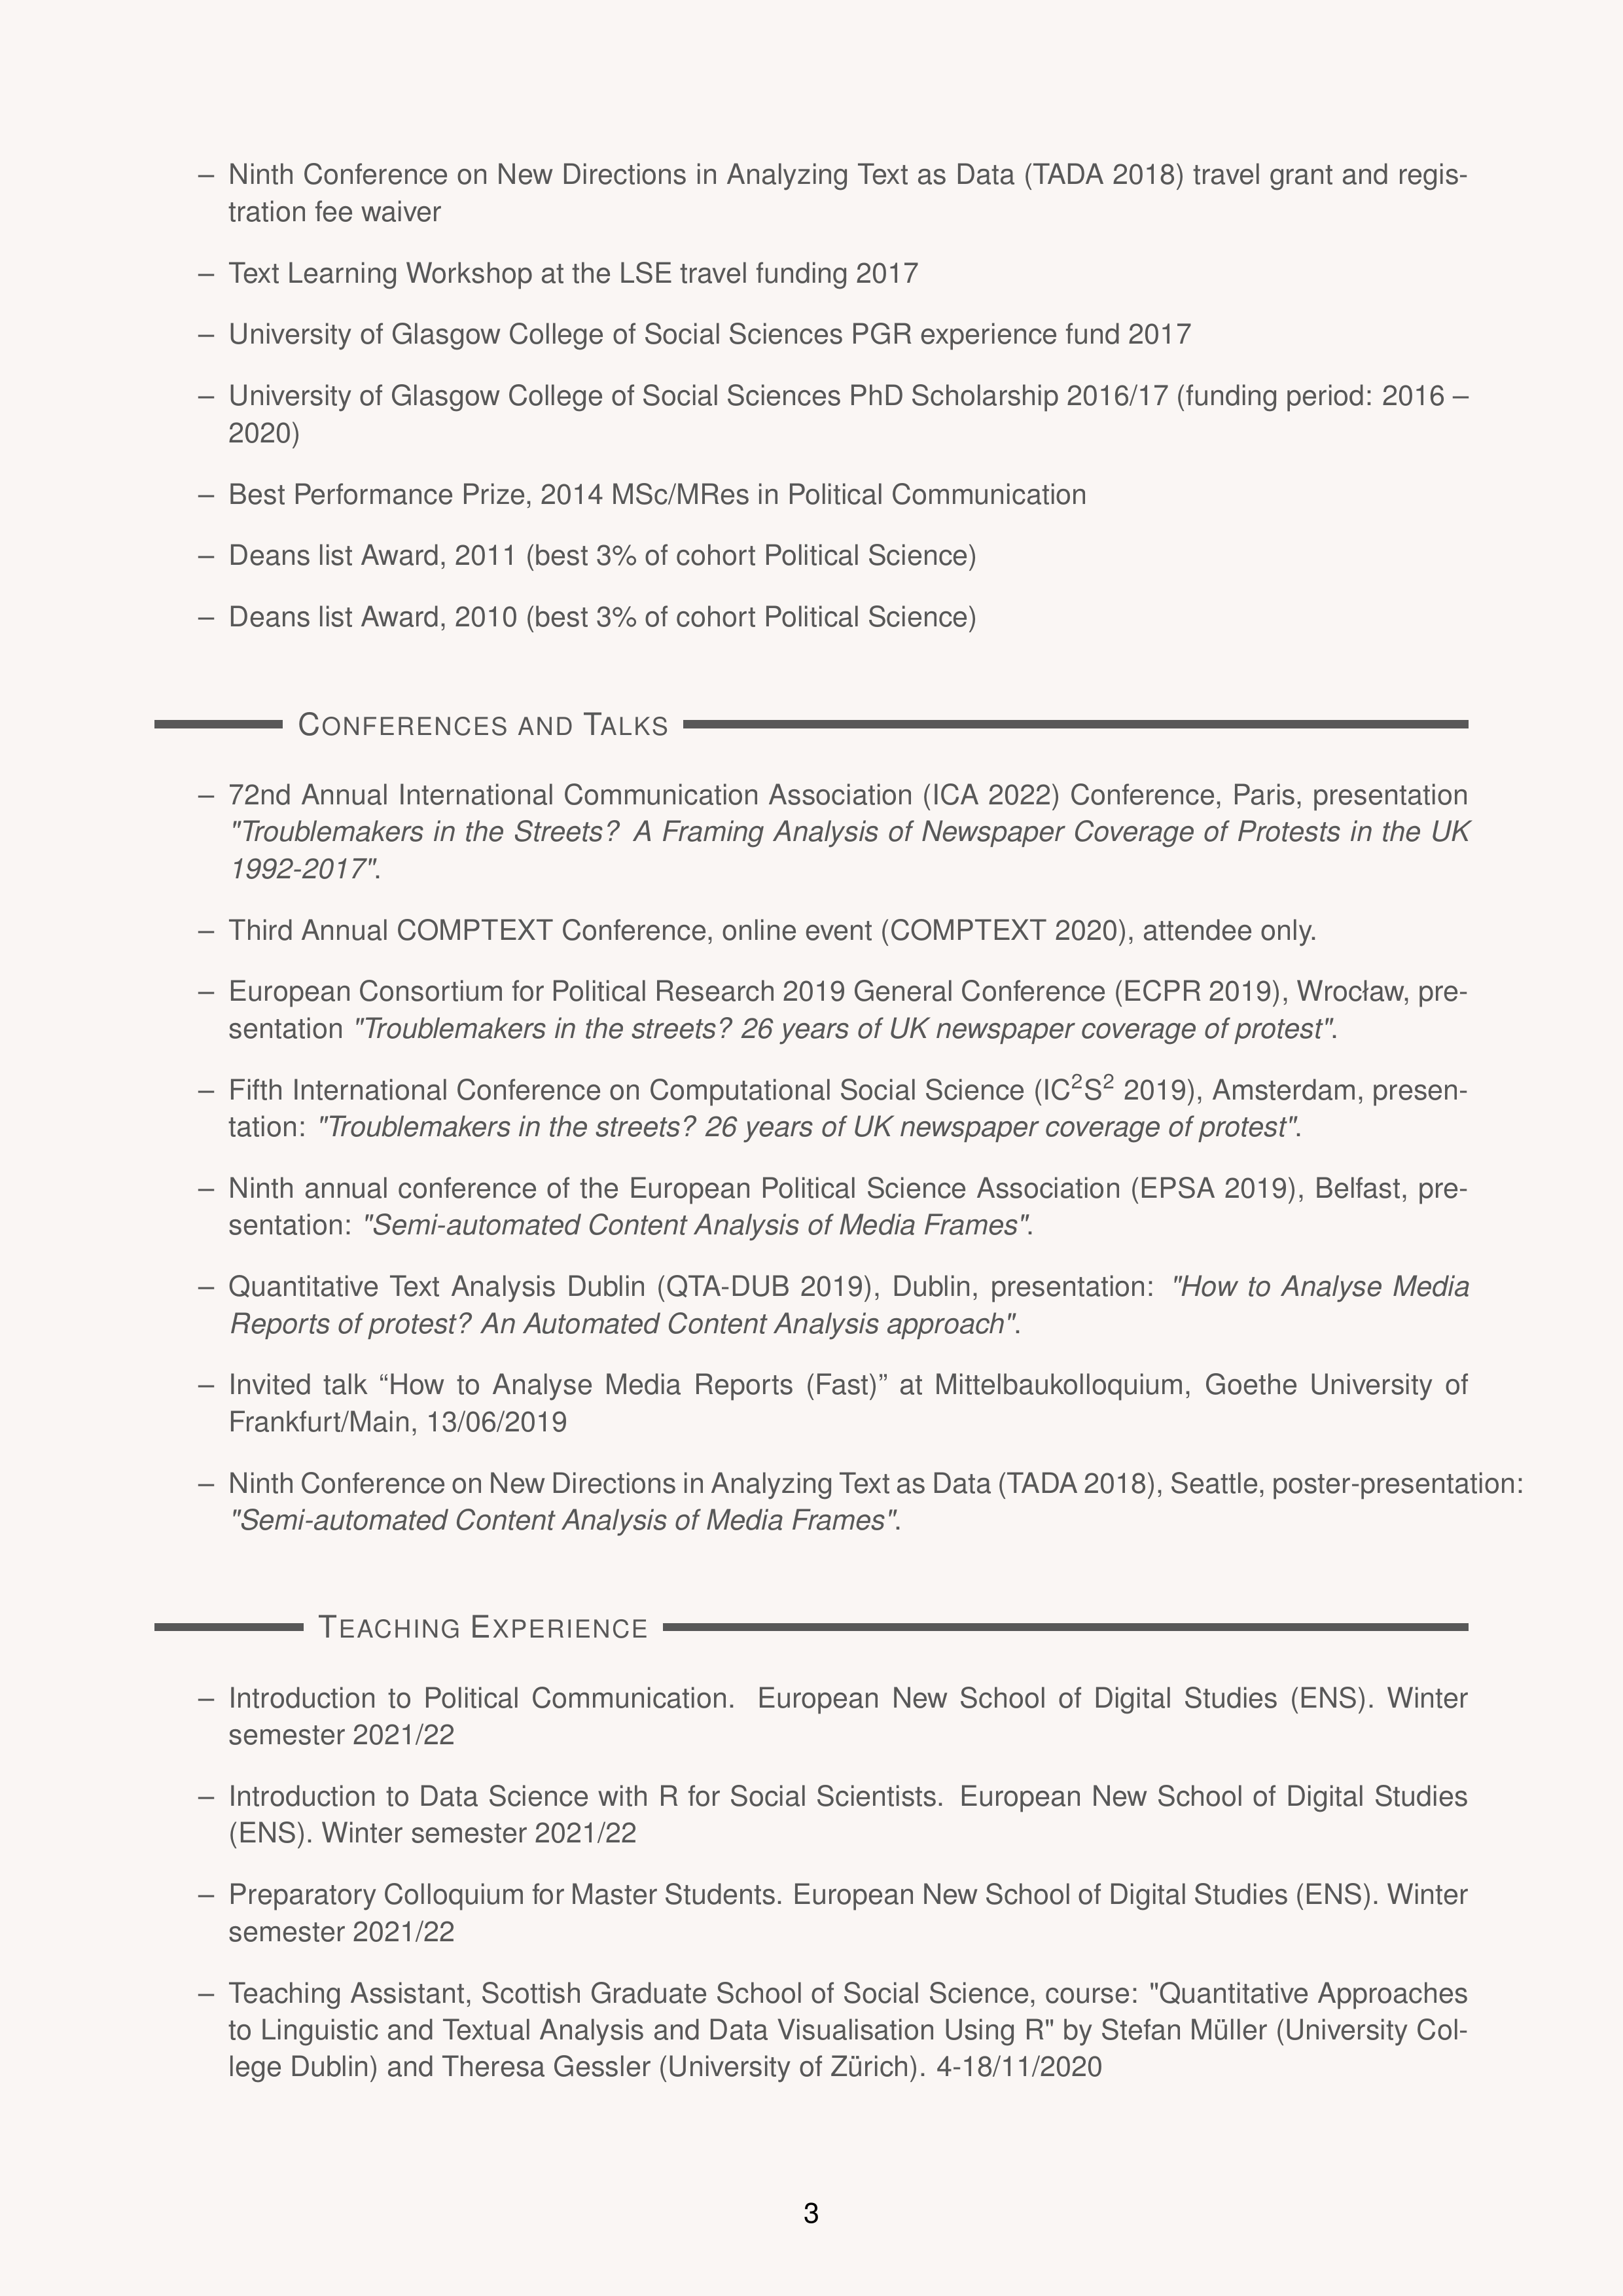 – Ninth Conference on New Directions in Analyzing Text as Data (TADA 2018) travel grant and regis-
tration fee waiver
– Text Learning Workshop at the LSE travel funding 2017
– University of Glasgow College of Social Sciences PGR experience fund 2017
– University of Glasgow College of Social Sciences PhD Scholarship 2016/17 (funding period: 2016 –
2020)
– Best Performance Prize, 2014 MSc/MRes in Political Communication
– Deans list Award, 2011 (best 3% of cohort Political Science)
– Deans list Award, 2010 (best 3% of cohort Political Science)
CONFERENCES AND TALKS
– 72nd Annual International Communication Association (ICA 2022) Conference, Paris, presentation
"Troublemakers in the Streets? A Framing Analysis of Newspaper Coverage of Protests in the UK
1992-2017".
– Third Annual COMPTEXT Conference, online event (COMPTEXT 2020), attendee only.
– European Consortium for Political Research 2019 General Conference (ECPR 2019), Wrocław, pre-
sentation "Troublemakers in the streets? 26 years of UK newspaper coverage of protest".
– Fifth International Conference on Computational Social Science (IC²S² 2019), Amsterdam, presen-
tation: "Troublemakers in the streets? 26 years of UK newspaper coverage of protest".
– Ninth annual conference of the European Political Science Association (EPSA 2019), Belfast, pre-
sentation: "Semi-automated Content Analysis of Media Frames".
– Quantitative Text Analysis Dublin (QTA-DUB 2019), Dublin, presentation: "How to Analyse Media
Reports of protest? An Automated Content Analysis approach".
– Invited talk “How to Analyse Media Reports (Fast)” at Mittelbaukolloquium, Goethe University of
Frankfurt/Main, 13/06/2019
– Ninth Conference on New Directions in Analyzing Text as Data (TADA 2018), Seattle, poster-presentation:
"Semi-automated Content Analysis of Media Frames".
TEACHING EXPERIENCE
– Introduction to Political Communication. European New School of Digital Studies (ENS). Winter
semester 2021/22
– Introduction to Data Science with R for Social Scientists. European New School of Digital Studies
(ENS). Winter semester 2021/22
– Preparatory Colloquium for Master Students. European New School of Digital Studies (ENS). Winter
semester 2021/22
– Teaching Assistant, Scottish Graduate School of Social Science, course: "Quantitative Approaches
to Linguistic and Textual Analysis and Data Visualisation Using R" by Stefan Müller (University Col-
lege Dublin) and Theresa Gessler (University of Zürich). 4-18/11/2020
3